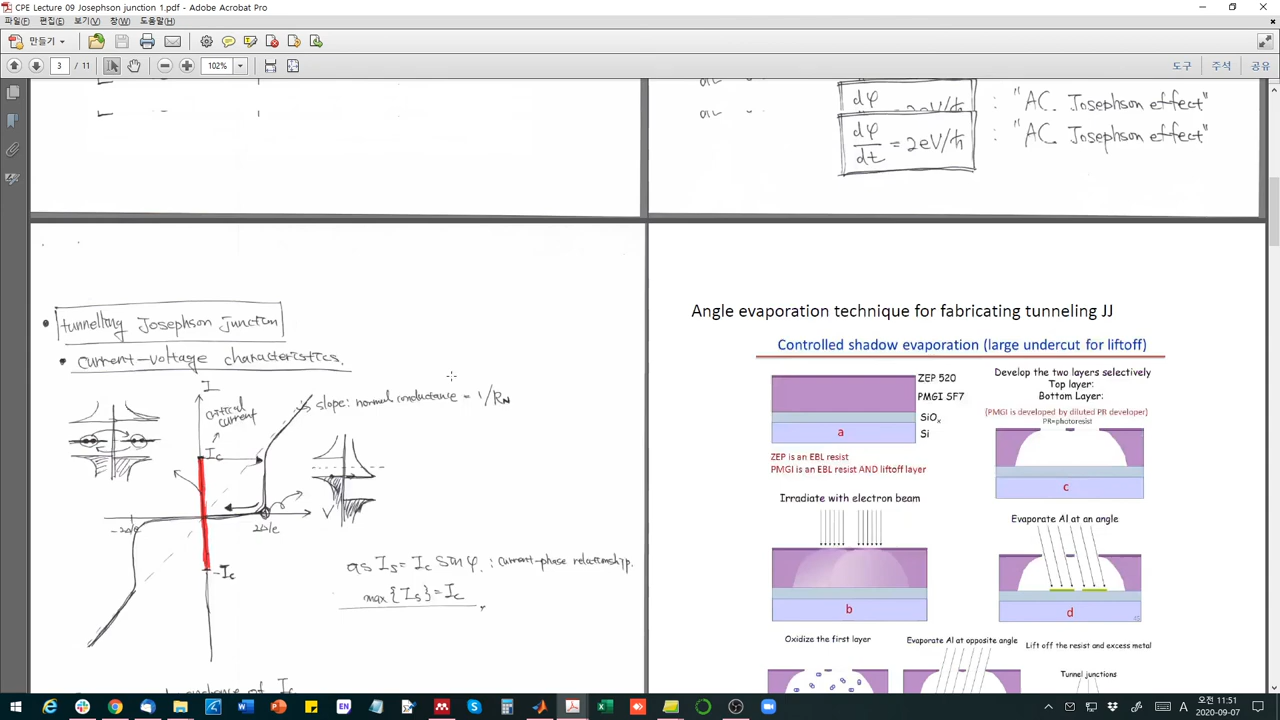 CPE Lecture 09 Josephson junction 1.pdf - Adobe Acrobat Pro
파일(F) 편집(E) 보기(V) 창(W) 도움말(H)
만들기
3 / 11
102%
도구 주석 공유
dφ
: "AC. Josephson effect"
dφ/dt = 2eV/ħ : "AC. Josephson effect"
• tunnelling Josephson junction
• current-voltage characteristics.
I
critical current
slope: normal conductance = 1/RN
Ic
-2Δ/e
2Δ/e
V
-Ic
as Is = Ic sin φ. : current-phase relationship.
max{Is} = Ic
of Ic
Angle evaporation technique for fabricating tunneling JJ
Controlled shadow evaporation (large undercut for liftoff)
ZEP 520
PMGI SF7
SiOx
Si
a
ZEP is an EBL resist
PMGI is an EBL resist AND liftoff layer
Develop the two layers selectively
Top layer:
Bottom Layer:
(PMGI is developed by diluted PR developer)
PR=photoresist
c
Irradiate with electron beam
b
Evaporate Al at an angle
d
Oxidize the first layer
Evaporate Al at opposite angle
Lift off the resist and excess metal
Tunnel junctions
오전 11:51
2020-09-07